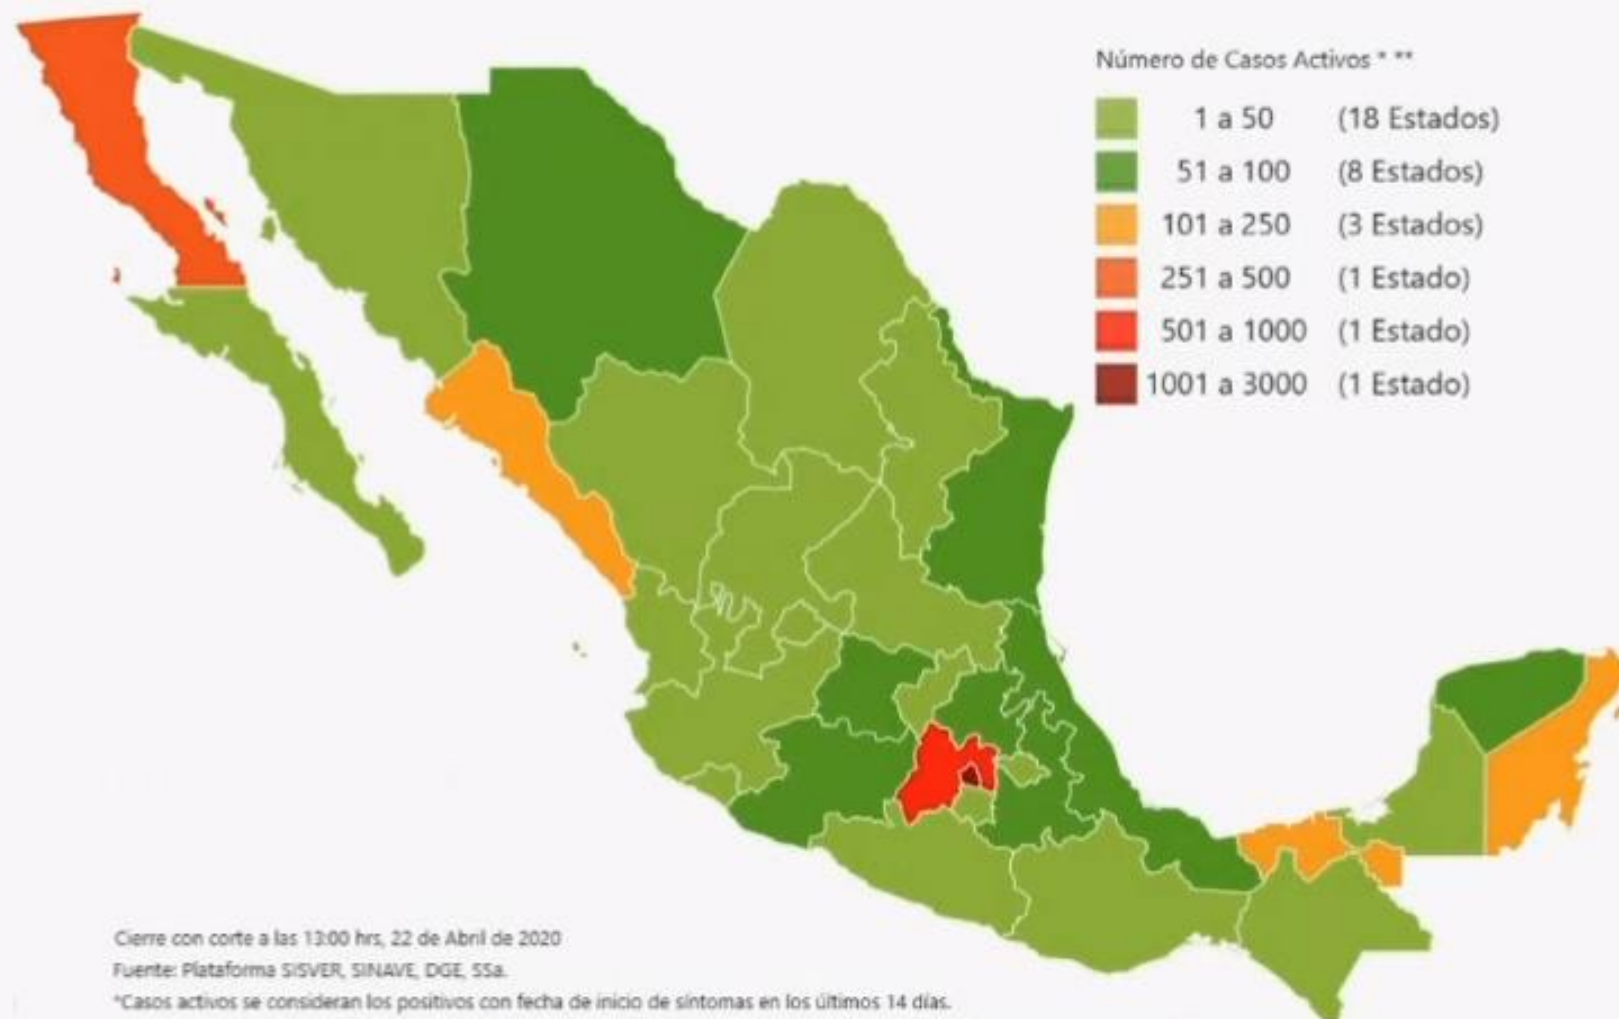 Número de Casos Activos * **
1 a 50 (18 Estados)
51 a 100 (8 Estados)
101 a 250 (3 Estados)
251 a 500 (1 Estado)
501 a 1000 (1 Estado)
1001 a 3000 (1 Estado)
Cierre con corte a las 13:00 hrs, 22 de Abril de 2020
Fuente: Plataforma SISVER, SINAVE, DGE, SSa.
*Casos activos se consideran los positivos con fecha de inicio de síntomas en los últimos 14 días.